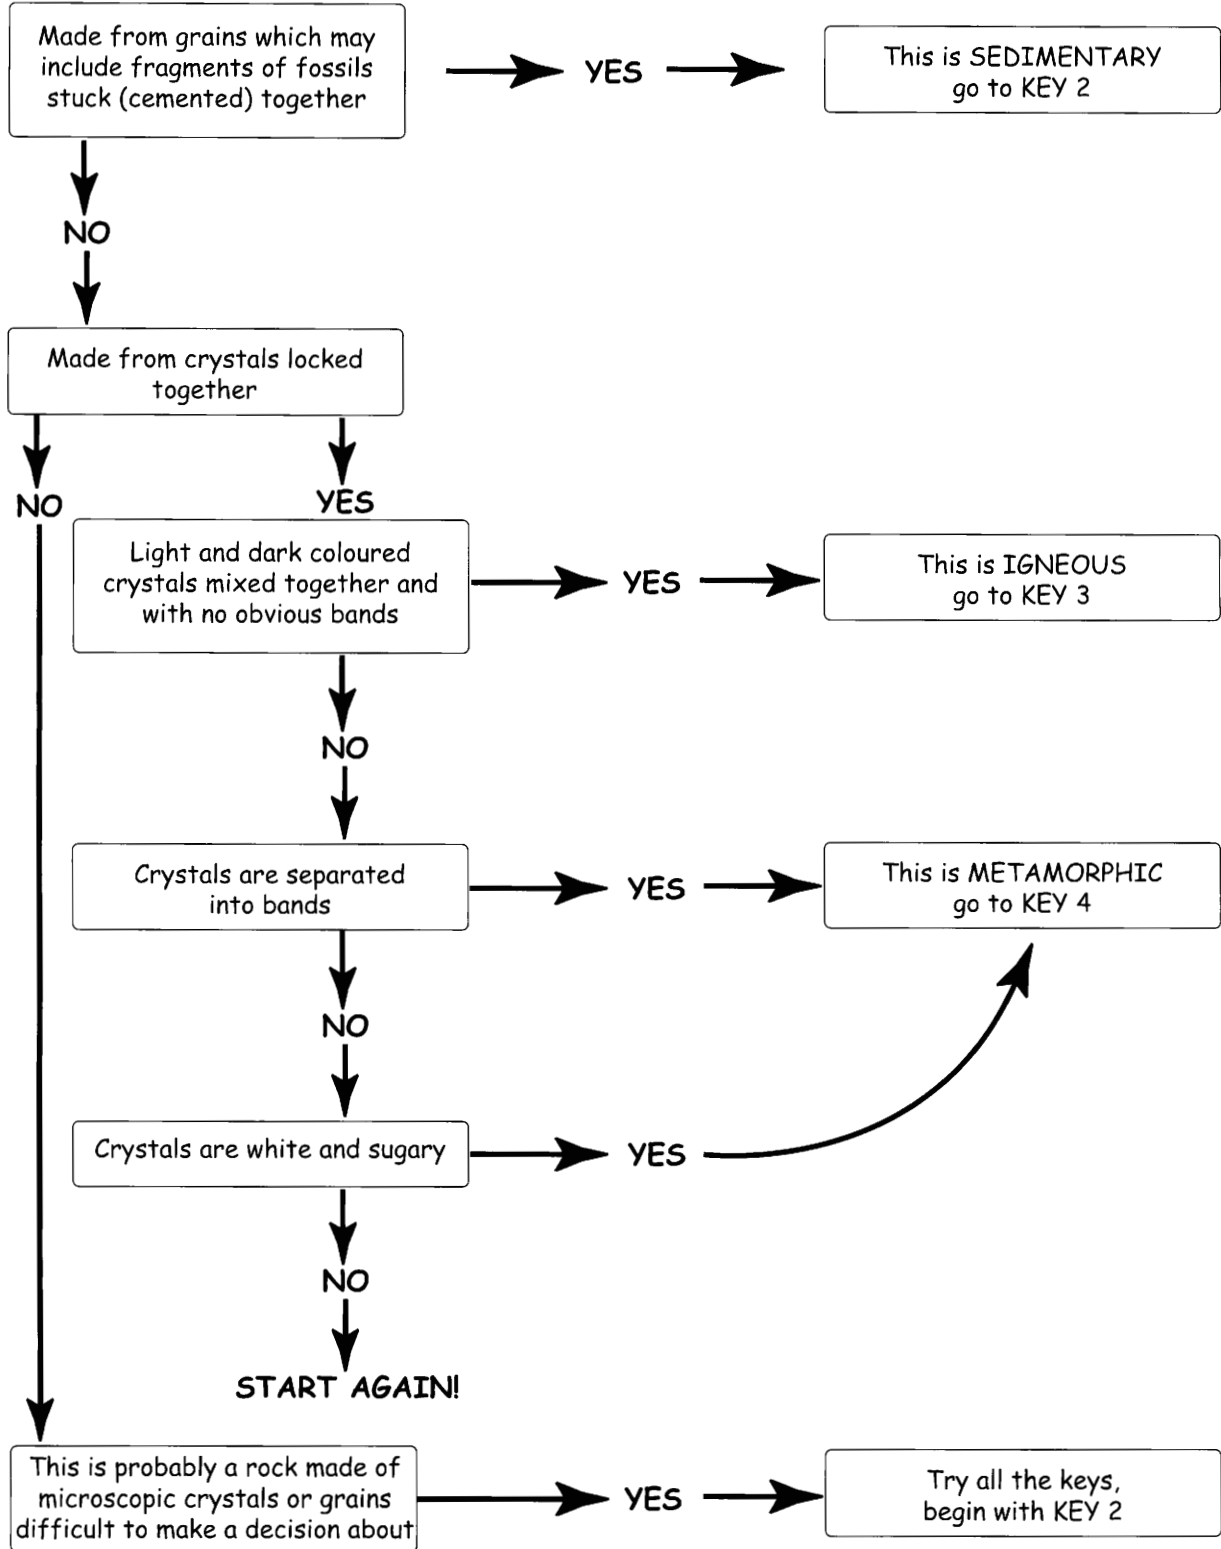 Made from grains which may
include fragments of fossils
stuck (cemented) together
YES
This is SEDIMENTARY
go to KEY 2
NO
Made from crystals locked
together
NO
YES
Light and dark coloured
crystals mixed together and
with no obvious bands
YES
This is IGNEOUS
go to KEY 3
NO
Crystals are separated
into bands
YES
This is METAMORPHIC
go to KEY 4
NO
Crystals are white and sugary
YES
NO
START AGAIN!
This is probably a rock made of
microscopic crystals or grains
difficult to make a decision about
YES
Try all the keys,
begin with KEY 2